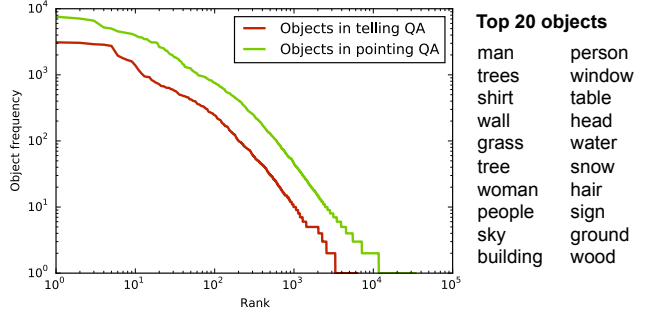 10^4
10^3
10^2
10^1
10^0
Object frequency
Objects in telling QA
Objects in pointing QA
10^0 10^1 10^2 10^3 10^4 10^5
Rank
Top 20 objects
man person
trees window
shirt table
wall head
grass water
tree snow
woman hair
people sign
sky ground
building wood